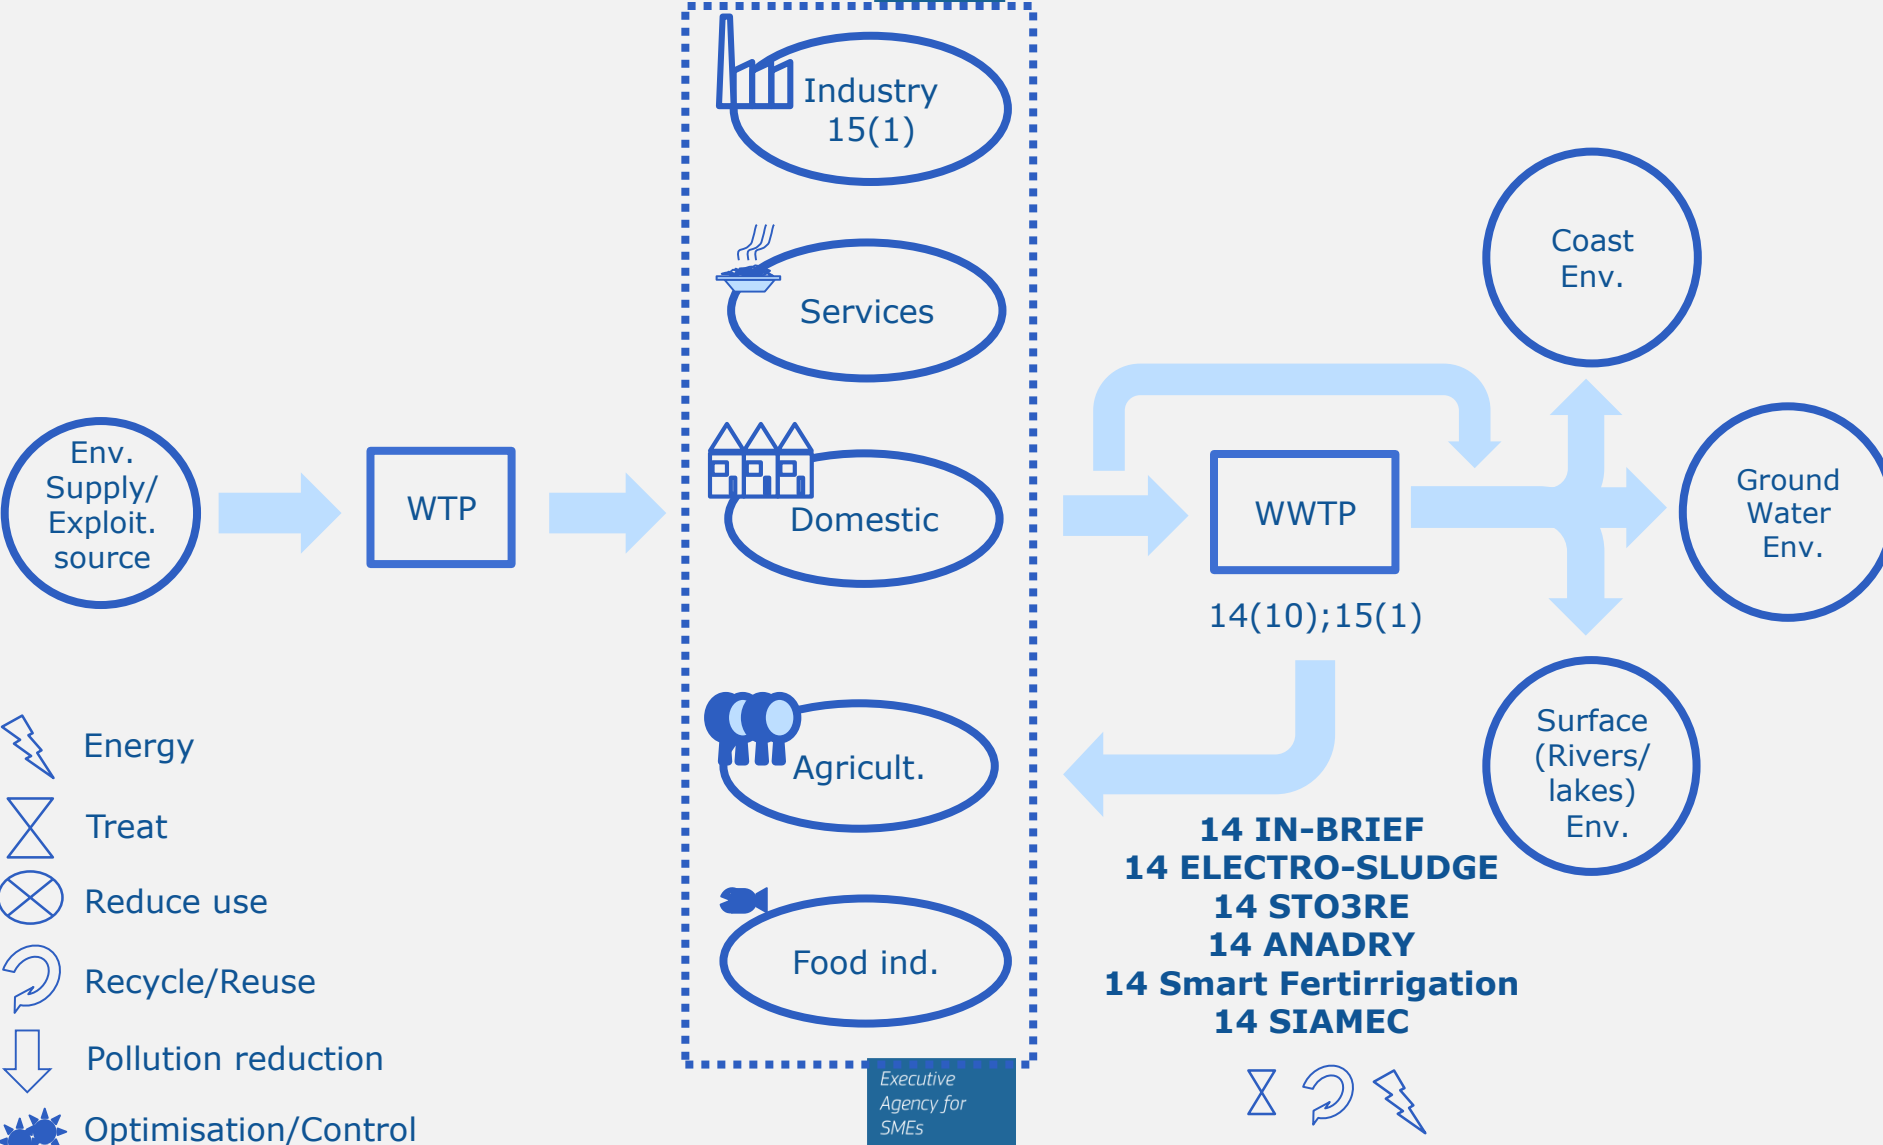 Industry
15(1)
Services
Domestic
Agricult.
Food ind.
Env.
Supply/
Exploit.
source
WTP
WWTP
14(10);15(1)
Coast
Env.
Ground
Water
Env.
Surface
(Rivers/
lakes)
Env.
14 IN-BRIEF
14 ELECTRO-SLUDGE
14 STO3RE
14 ANADRY
14 Smart Fertirrigation
14 SIAMEC
Energy
Treat
Reduce use
Recycle/Reuse
Pollution reduction
Optimisation/Control
Executive
Agency for
SMEs